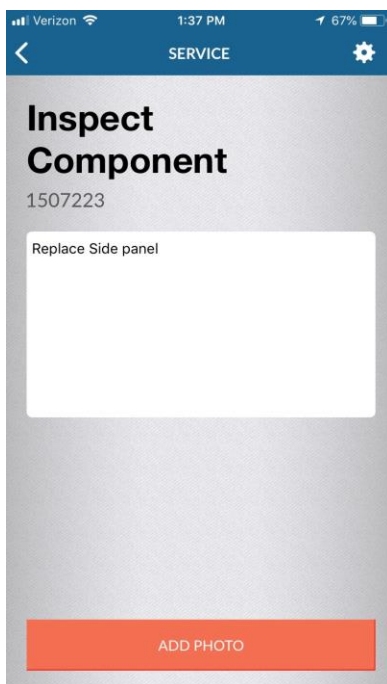 Verizon 1:37 PM 67%
SERVICE
Inspect
Component
1507223
Replace Side panel
ADD PHOTO